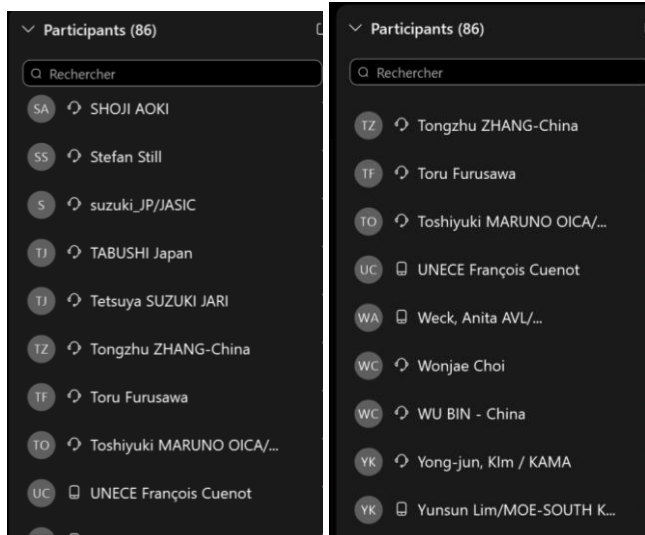 Participants (86)
Rechercher
SA SHOJI AOKI
SS Stefan Still
S suzuki_JP/JASIC
TJ TABUSHI Japan
TJ Tetsuya SUZUKI JARI
TZ Tongzhu ZHANG-China
TF Toru Furusawa
TO Toshiyuki MARUNO OICA/...
UC UNECE François Cuenot
Participants (86)
Rechercher
TZ Tongzhu ZHANG-China
TF Toru Furusawa
TO Toshiyuki MARUNO OICA/...
UC UNECE François Cuenot
WA Weck, Anita AVL/...
WC Wonjae Choi
WC WU BIN - China
YK Yong-jun, KIm / KAMA
YK Yunsun Lim/MOE-SOUTH K...